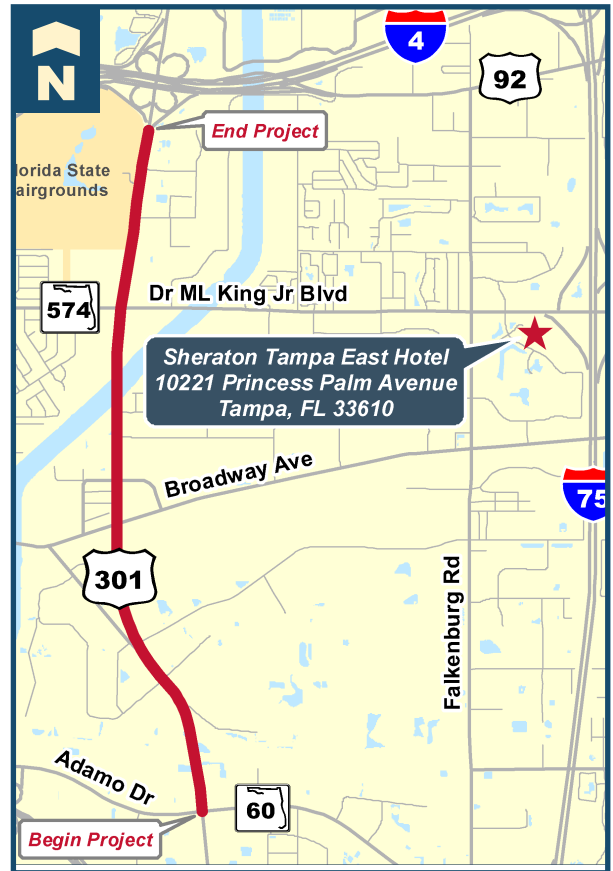 4
N
92
End Project
lorida State
airgrounds
574
Dr ML King Jr Blvd
Sheraton Tampa East Hotel
10221 Princess Palm Avenue
Tampa, FL 33610
Broadway Ave
75
301
Falkenburg Rd
Adamo Dr
60
Begin Project